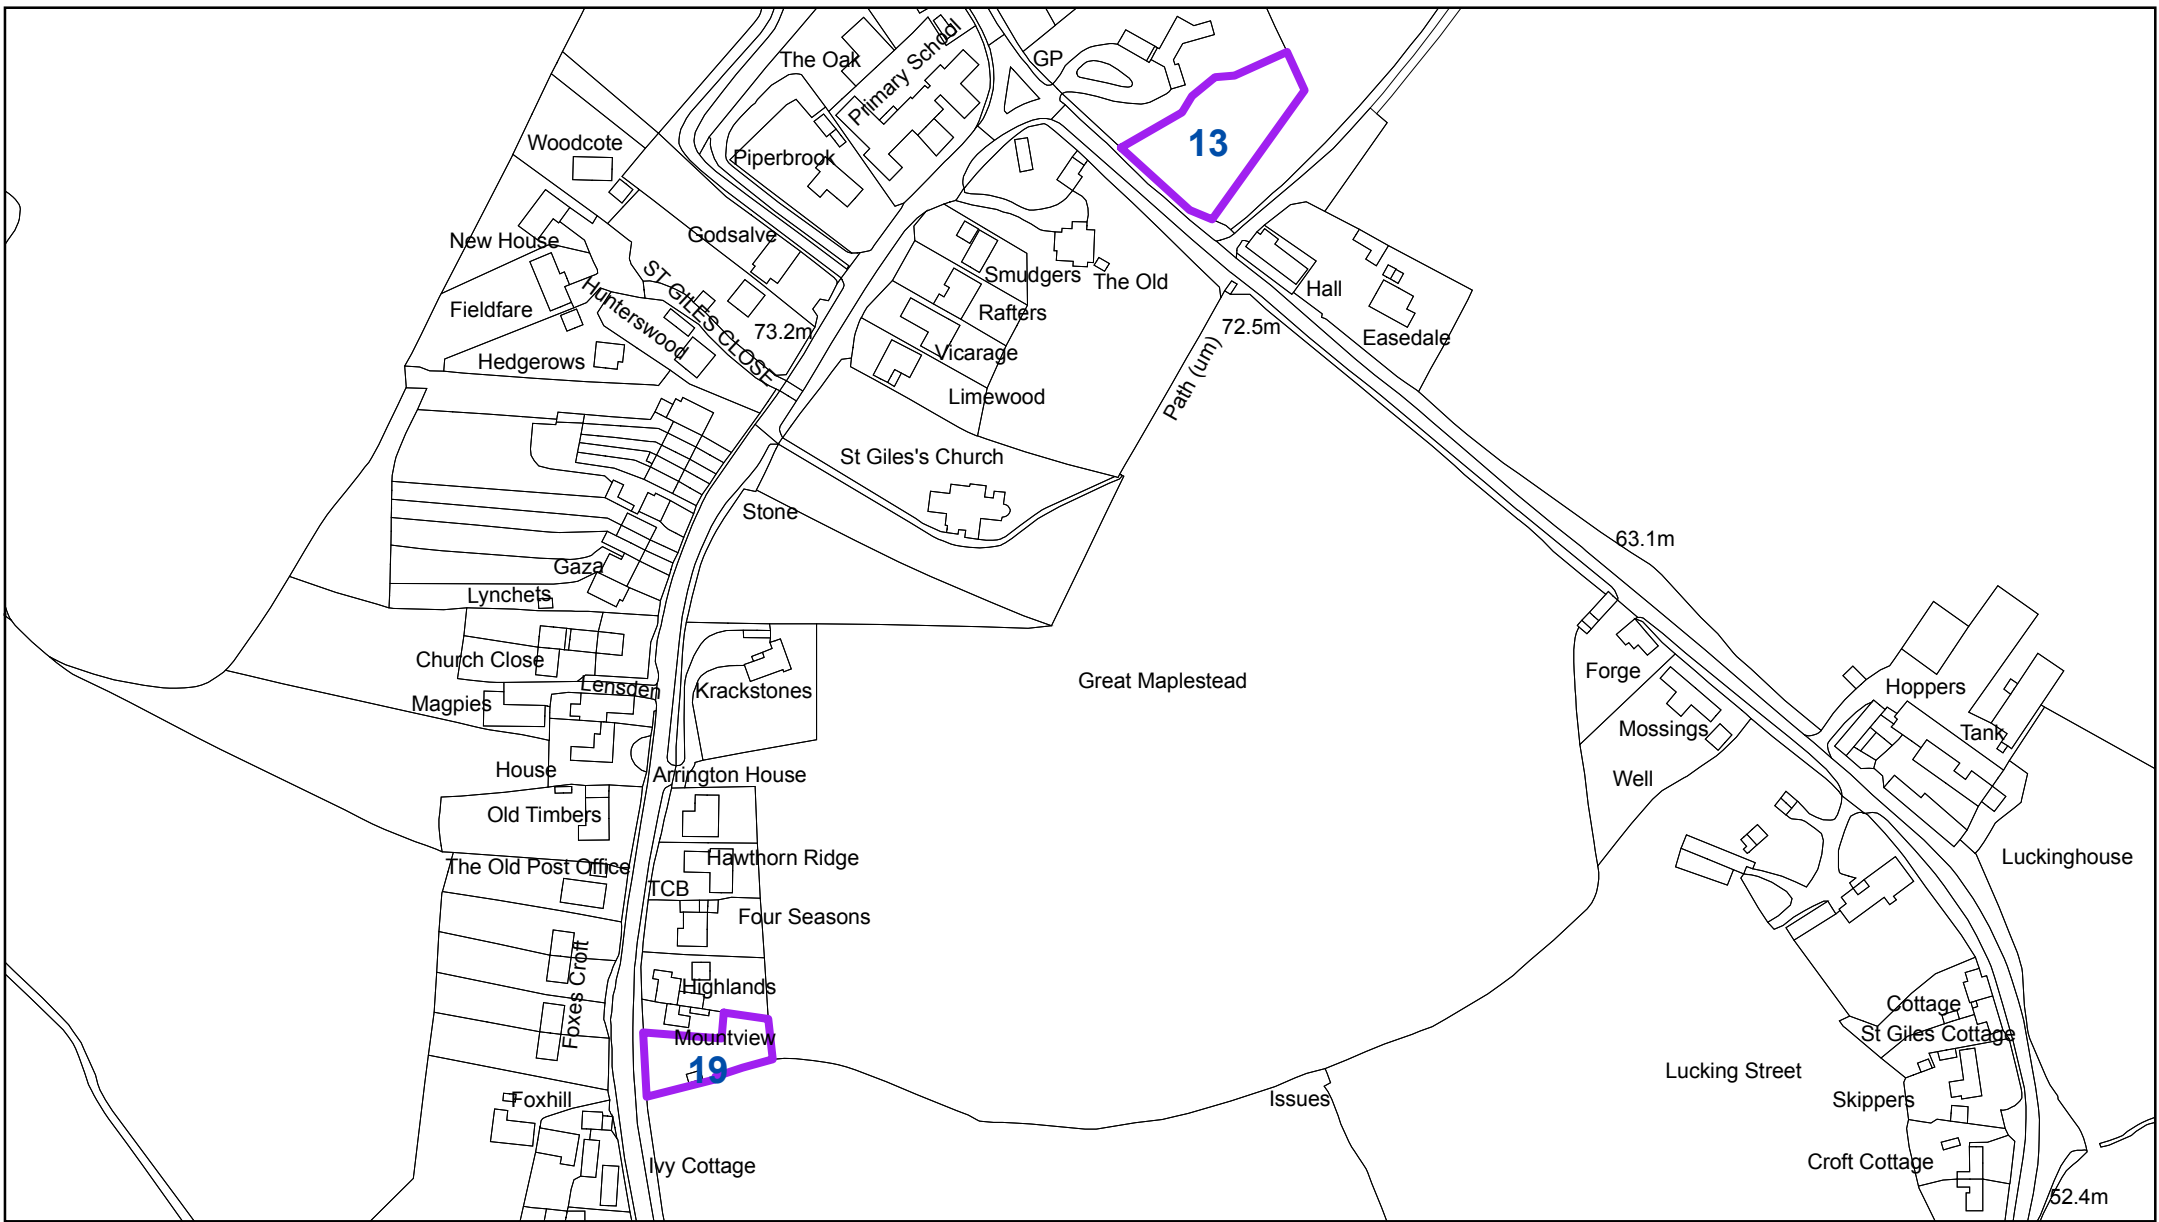 The Oak
Primary School
GP
13
Woodcote
Piperbrook
New House
Godsalve
ST GILES CLOSE
Smudgers
The Old
Hall
Fieldfare
Hunterswood
73.2m
Rafters
72.5m
Easedale
Hedgerows
Vicarage
Path (um)
Limewood
St Giles's Church
Stone
63.1m
Gaza
Lynchets
Church Close
Lensden
Krackstones
Magpies
Great Maplestead
Forge
Hoppers
Mossings
Tank
House
Arrington House
Well
Old Timbers
The Old Post Office
Hawthorn Ridge
TCB
Luckinghouse
Four Seasons
Foxes Croft
Highlands
Cottage
Mountview
St Giles Cottage
19
Lucking Street
Foxhill
Issues
Skippers
Ivy Cottage
Croft Cottage
52.4m